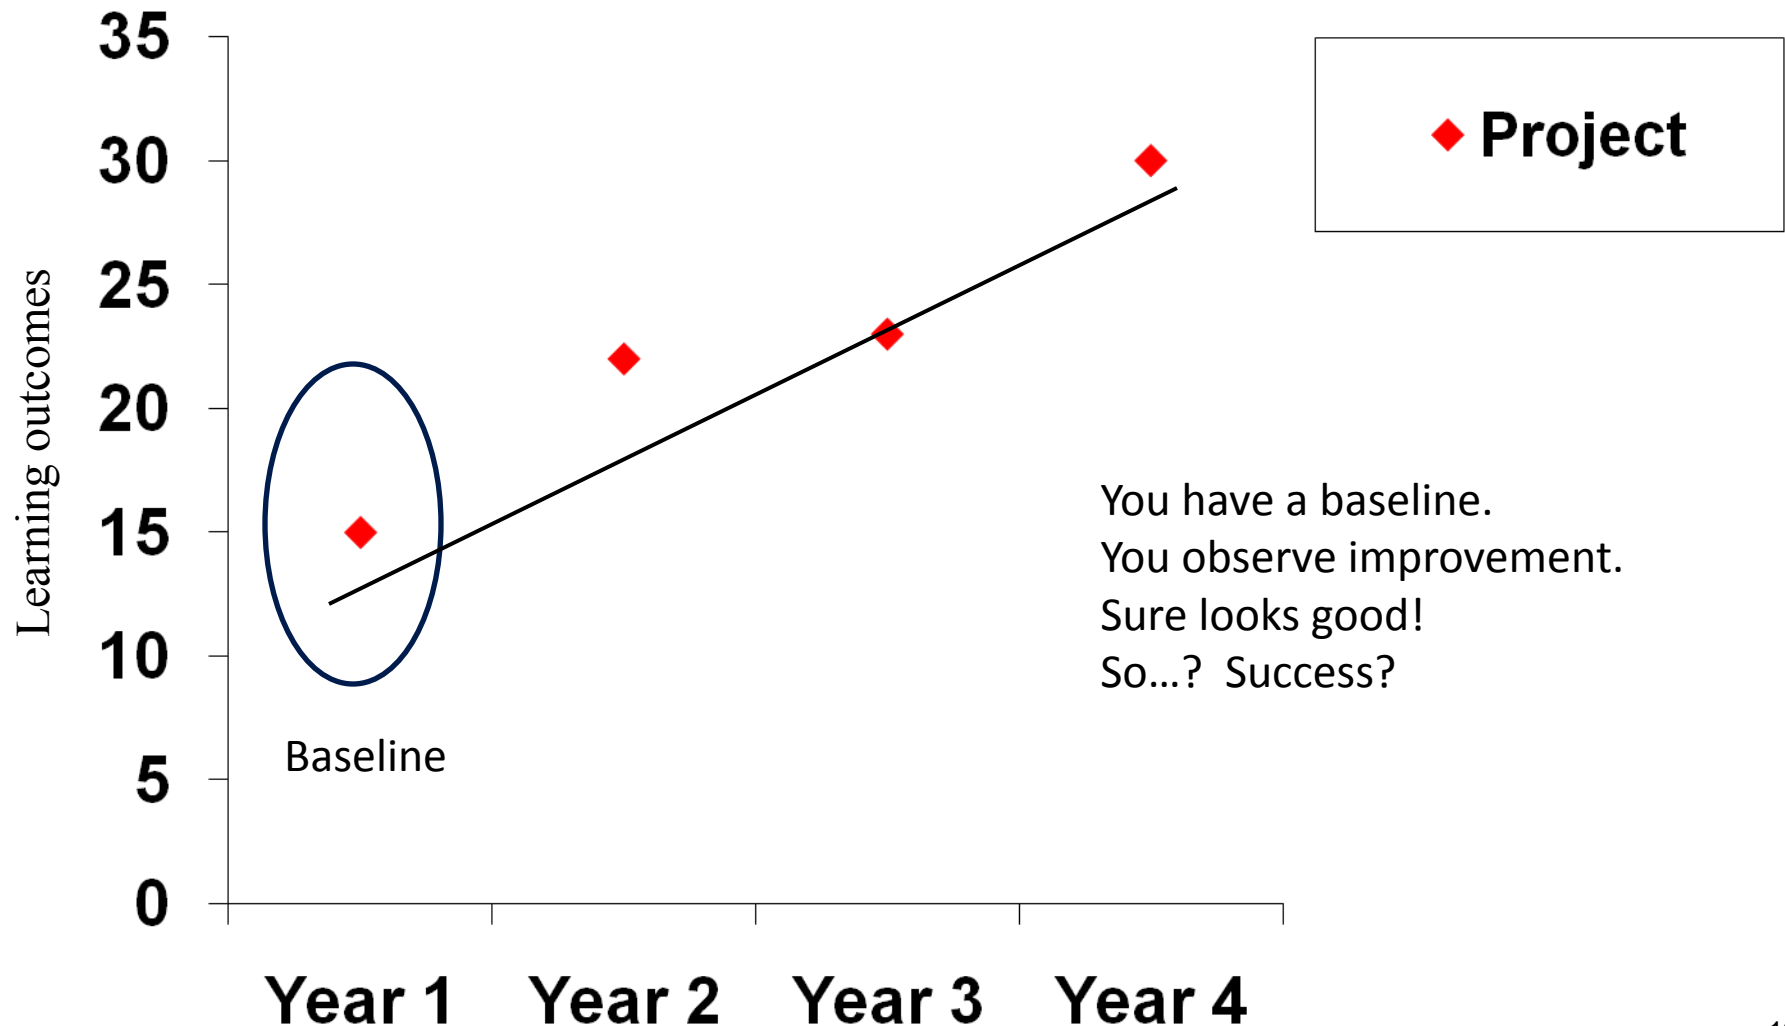 35
30
25
20
15
10
5
0
Learning outcomes
Project
You have a baseline.
You observe improvement.
Sure looks good!
So...?  Success?
Baseline
Year 1 Year 2 Year 3 Year 4